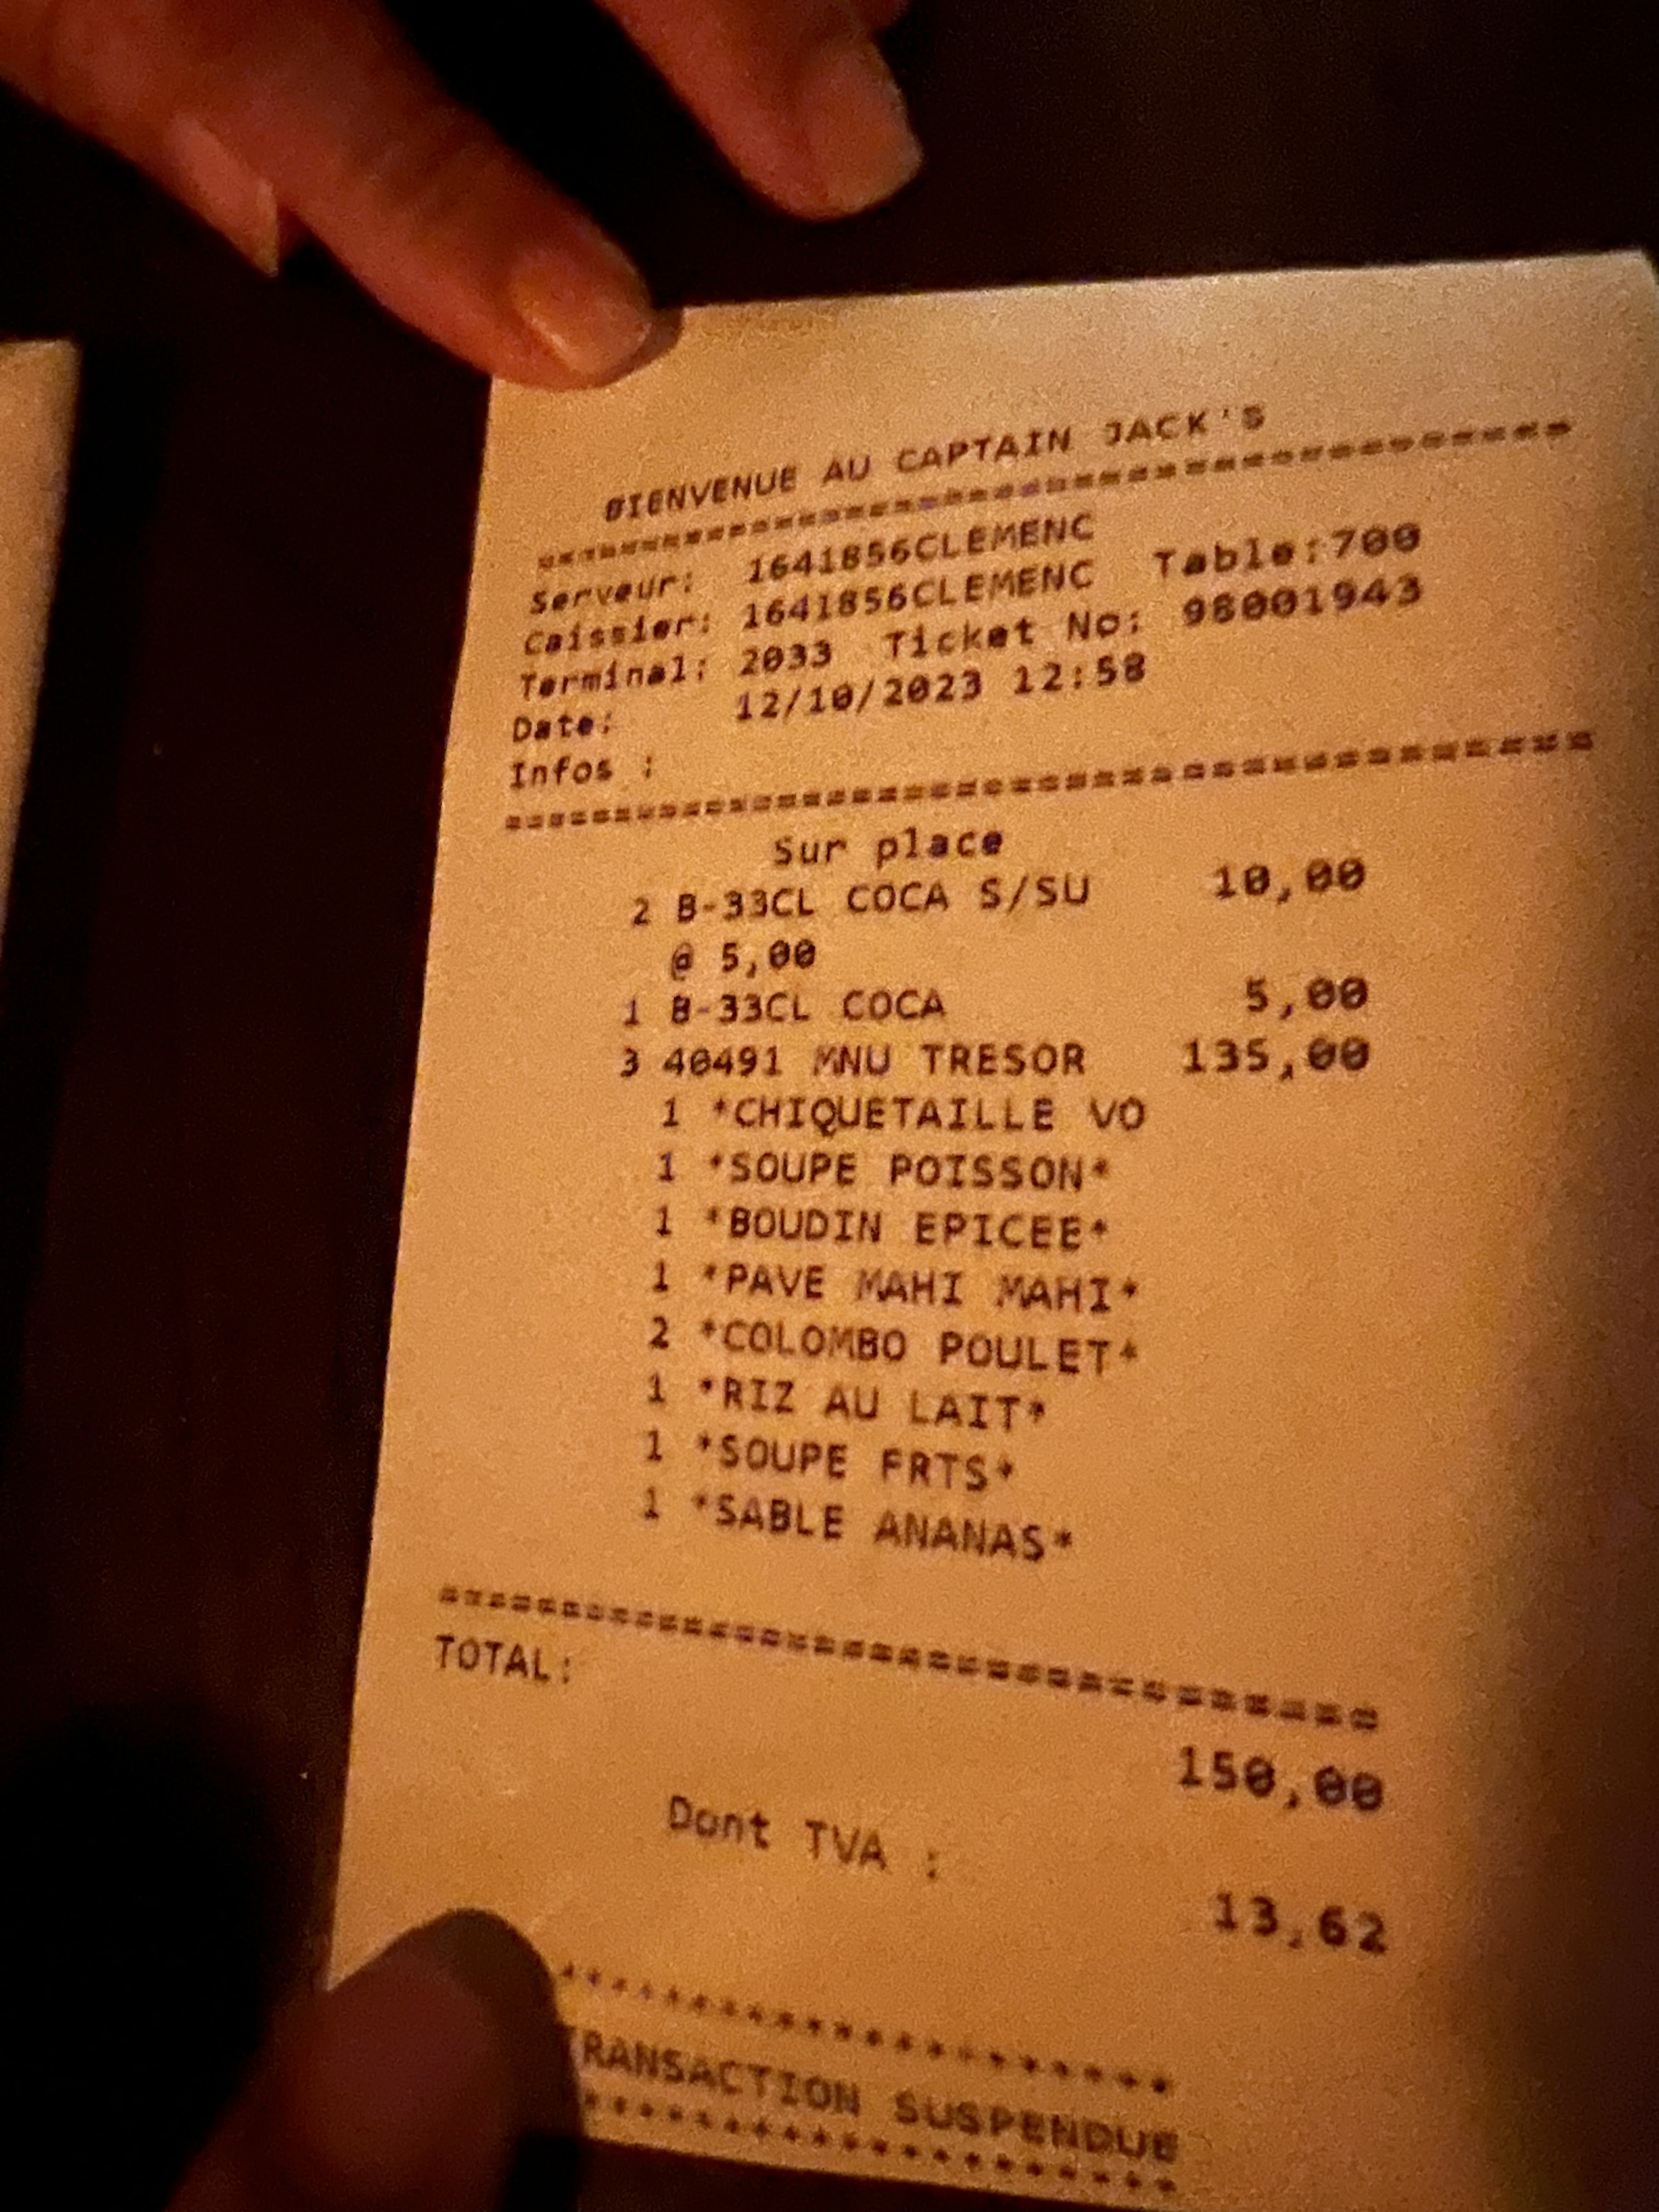 BIENVENUE AU CAPTAIN JACK'S
==================================
Serveur: 1641856CLEMENC
Caissier: 1641856CLEMENC Table:700
Terminal: 2033 Ticket No: 98001943
Date: 12/10/2023 12:58
Infos :
==================================
Sur place
2 B-33CL COCA S/SU 10,00
@ 5,00
1 B-33CL COCA 5,00
3 40491 MNU TRESOR 135,00
1 *CHIQUETAILLE VO
1 *SOUPE POISSON*
1 *BOUDIN EPICEE*
1 *PAVE MAHI MAHI*
2 *COLOMBO POULET*
1 *RIZ AU LAIT*
1 *SOUPE FRTS*
1 *SABLE ANANAS*
==================================
TOTAL:
150,00
Dont TVA :
13,62
**********************
RANSACTION SUSPENDUE
**********************